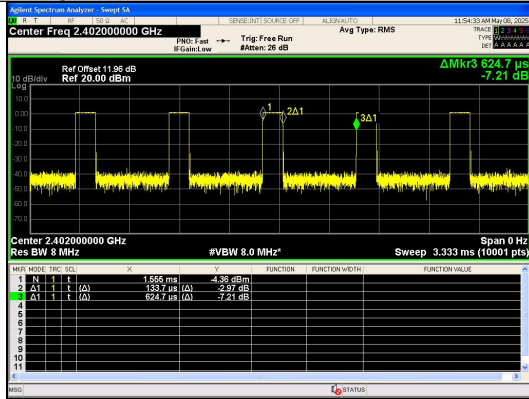 Agilent Spectrum Analyzer - Swept SA
R T RF 50 Ω AC SENSE:INT SOURCE OFF ALIGN AUTO 11:54:33 AM May 08, 2025
Center Freq 2.402000000 GHz Avg Type: RMS TRACE 1 2 3 4 5 6
PNO: Fast Trig: Free Run TYPE
IFGain:Low #Atten: 26 dB DET A A A A A A
ΔMkr3 624.7 µs
Ref Offset 11.96 dB -7.21 dB
10 dB/div Ref 20.00 dBm
Log
10.0
0.00
-10.0
-20.0
-30.0
-40.0
-50.0
-60.0
-70.0
1
2Δ1
3Δ1
Center 2.402000000 GHz Span 0 Hz
Res BW 8 MHz #VBW 8.0 MHz* Sweep 3.333 ms (10001 pts)
MKR MODE TRC SCL X Y FUNCTION FUNCTION WIDTH FUNCTION VALUE
1 N 1 t 1.555 ms -4.36 dBm
2 Δ1 1 t (Δ) 133.7 µs (Δ) -2.97 dB
3 Δ1 1 t (Δ) 624.7 µs (Δ) -7.21 dB
4
5
6
7
8
9
10
11
MSG STATUS